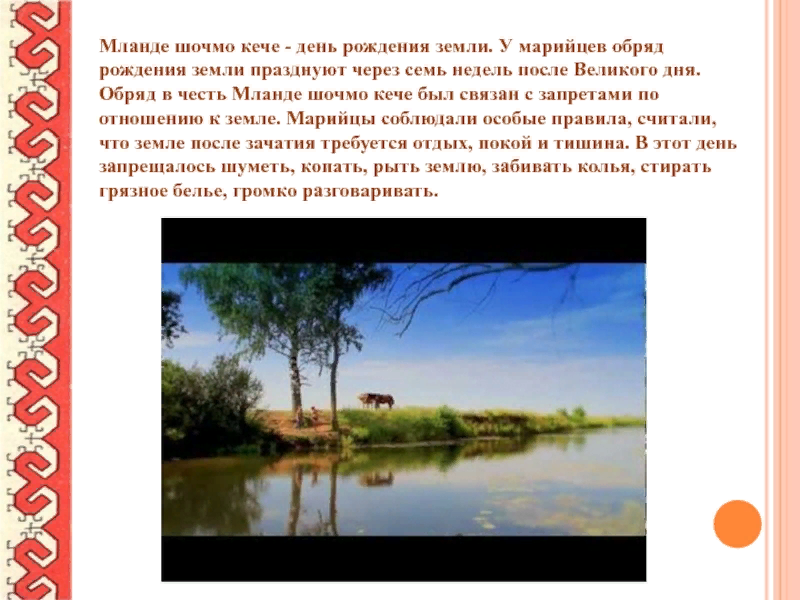 Мланде шочмо кече - день рождения земли. У марийцев обряд
рождения земли празднуют через семь недель после Великого дня.
Обряд в честь Мланде шочмо кече был связан с запретами по
отношению к земле. Марийцы соблюдали особые правила, считали,
что земле после зачатия требуется отдых, покой и тишина. В этот день
запрещалось шуметь, копать, рыть землю, забивать колья, стирать
грязное белье, громко разговаривать.